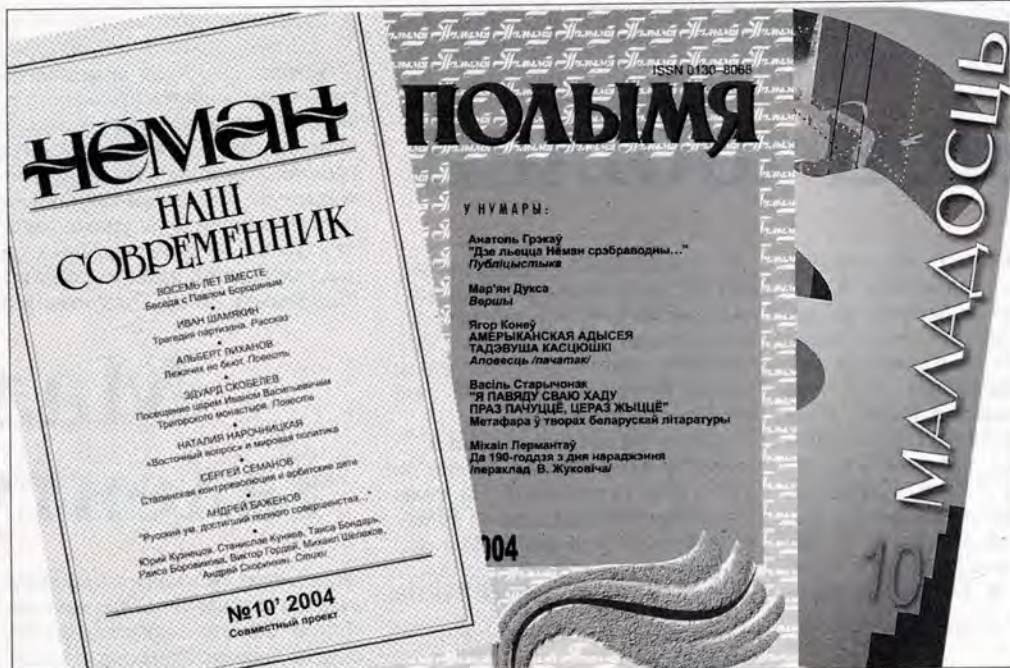 нёман
НАШ
СОВРЕМЕННИК
ВОСЕМЬ ЛЕТ ВМЕСТЕ
Беседа с Павлом Бородиным
ИВАН ШАМЯКИН
Трагедия партизана. Рассказ
АЛЬБЕРТ ЛИХАНОВ
Лежачих не бьют. Повесть
ЭДУАРД СКОБЕЛЕВ
Посещение царем Иваном Васильевичем
Тригорского монастыря. Повесть
НАТАЛИЯ НАРОЧНИЦКАЯ
«Восточный вопрос» и мировая политика
СЕРГЕЙ СЕМАНОВ
Сталинская контрреволюция и арбатские дети
АНДРЕЙ БАЖЕНОВ
"Русский ум, достигший полного совершенства..."
Юрий Кузнецов, Станислав Куняев, Таиса Бондарь,
Раиса Боровикова, Виктор Гордей, Михаил Шелехов,
Андрей Скоринкин. Стихи
№10' 2004
Совместный проект
ISSN 0130-8068
ПОЛЫМЯ
У НУМАРЫ:
Анатоль Грэкаў
"Дзе льецца Нёман срэбраводны..."
Публіцыстыка
Мар'ян Дукса
Вершы
Ягор Конеў
АМЕРЫКАНСКАЯ АДЫСЕЯ
ТАДЭВУША КАСЦЮШКІ
Аповесць /пачатак/
Васіль Старычонак
"Я ПАВЯДУ СВАЮ ХАДУ
ПРАЗ ПАЧУЦЦЁ, ЦЕРАЗ ЖЫЦЦЁ"
Метафара ў творах беларускай літаратуры
Міхаіл Лермантаў
Да 190-годдзя з дня нараджэння
/пераклад В. Жуковіча/
004
МАЛАДОСЦЬ
10